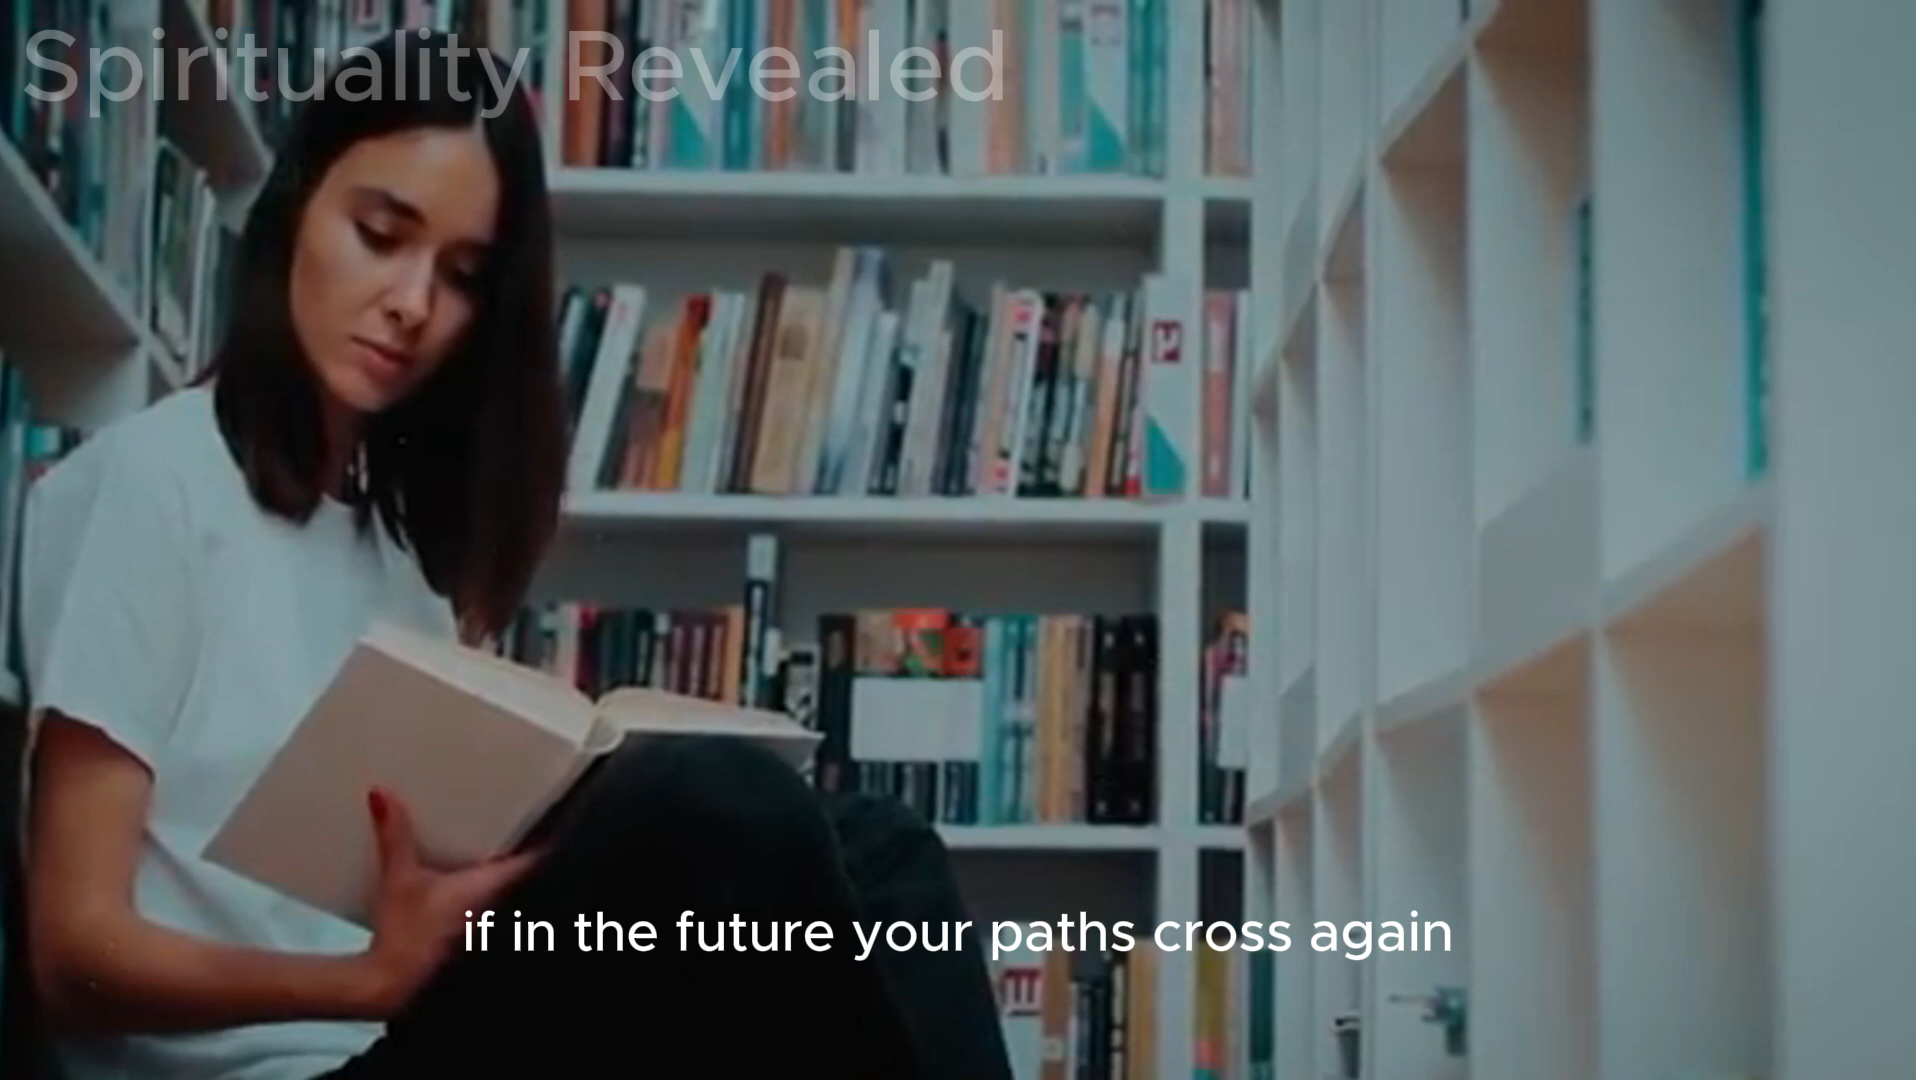 Spirituality Revealed
if in the future your paths cross again